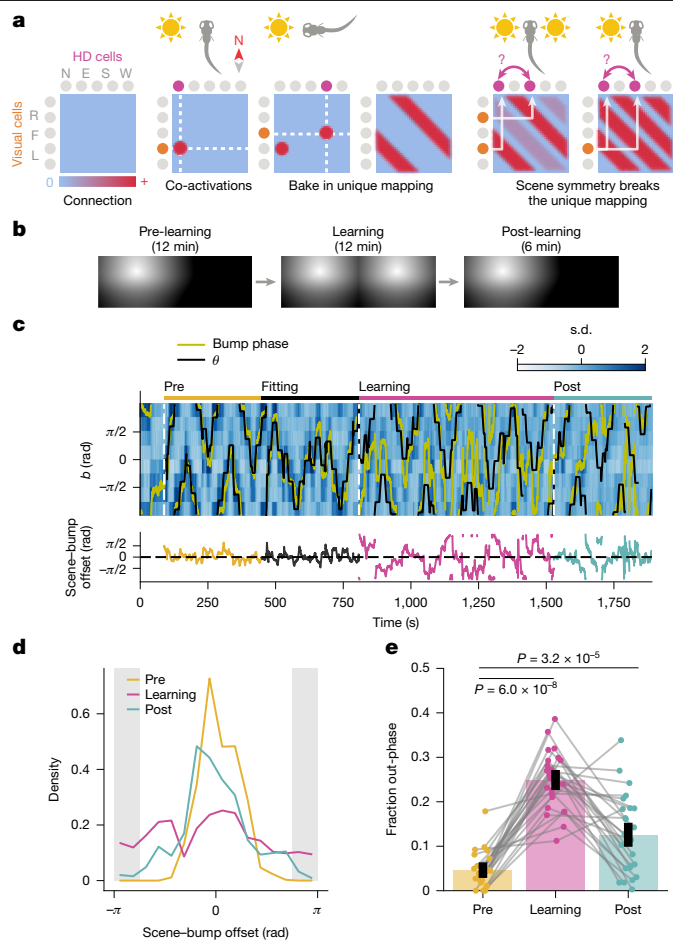 a
N
HD cells
N E S W
? ?
Visual cells
R
F
L
0 +
Connection
Co-activations
Bake in unique mapping
Scene symmetry breaks
the unique mapping
b
Pre-learning
(12 min)
Learning
(12 min)
Post-learning
(6 min)
c
Bump phase
θ
s.d.
−2 0 2
Pre Fitting Learning Post
b (rad)
π/2
0
−π/2
Scene–bump
offset (rad)
π/2
0
−π/2
0 250 500 750 1,000 1,250 1,500 1,750
Time (s)
d
Pre
Learning
Post
Density
0.6
0.4
0.2
0
−π 0 π
Scene–bump offset (rad)
e
P = 3.2 × 10⁻⁵
P = 6.0 × 10⁻⁸
Fraction out-phase
0.5
0.4
0.3
0.2
0.1
0
Pre Learning Post